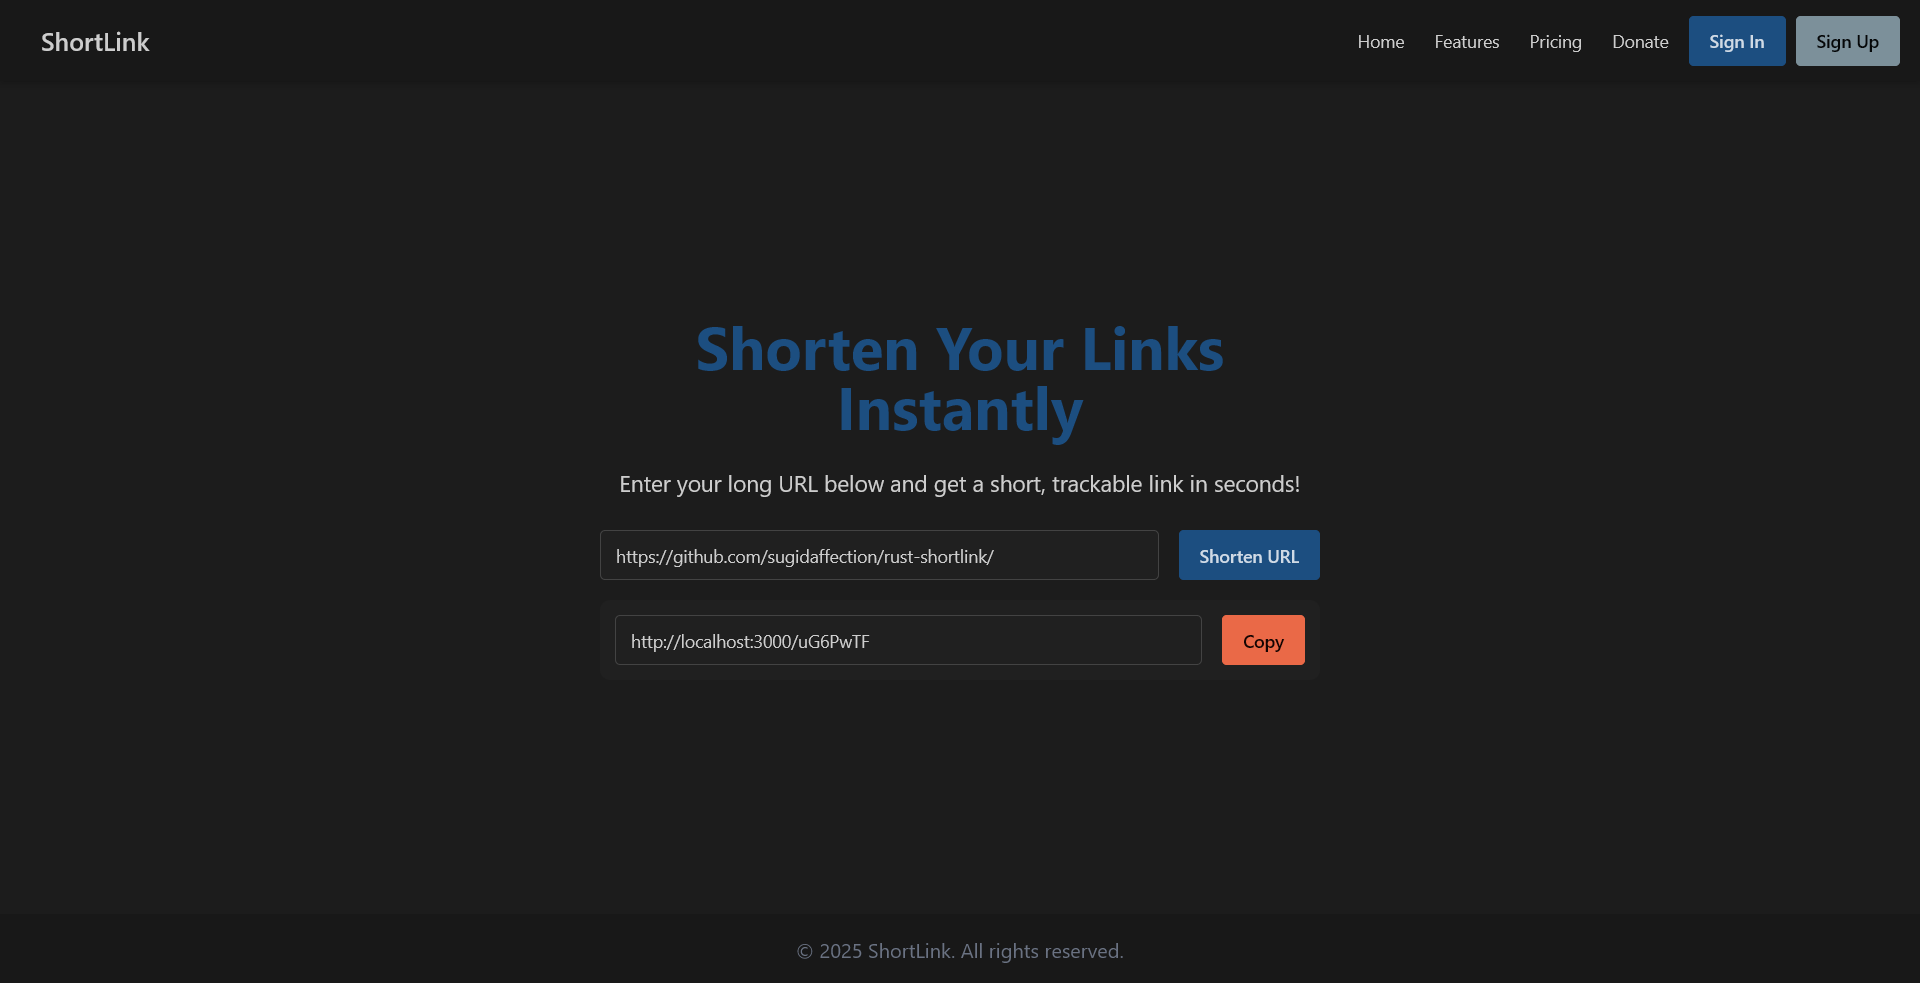 ShortLink
Home
Features
Pricing
Donate
Sign In
Sign Up
Shorten Your Links
Instantly
Enter your long URL below and get a short, trackable link in seconds!
https://github.com/sugidaffection/rust-shortlink/
Shorten URL
http://localhost:3000/uG6PwTF
Copy
© 2025 ShortLink. All rights reserved.